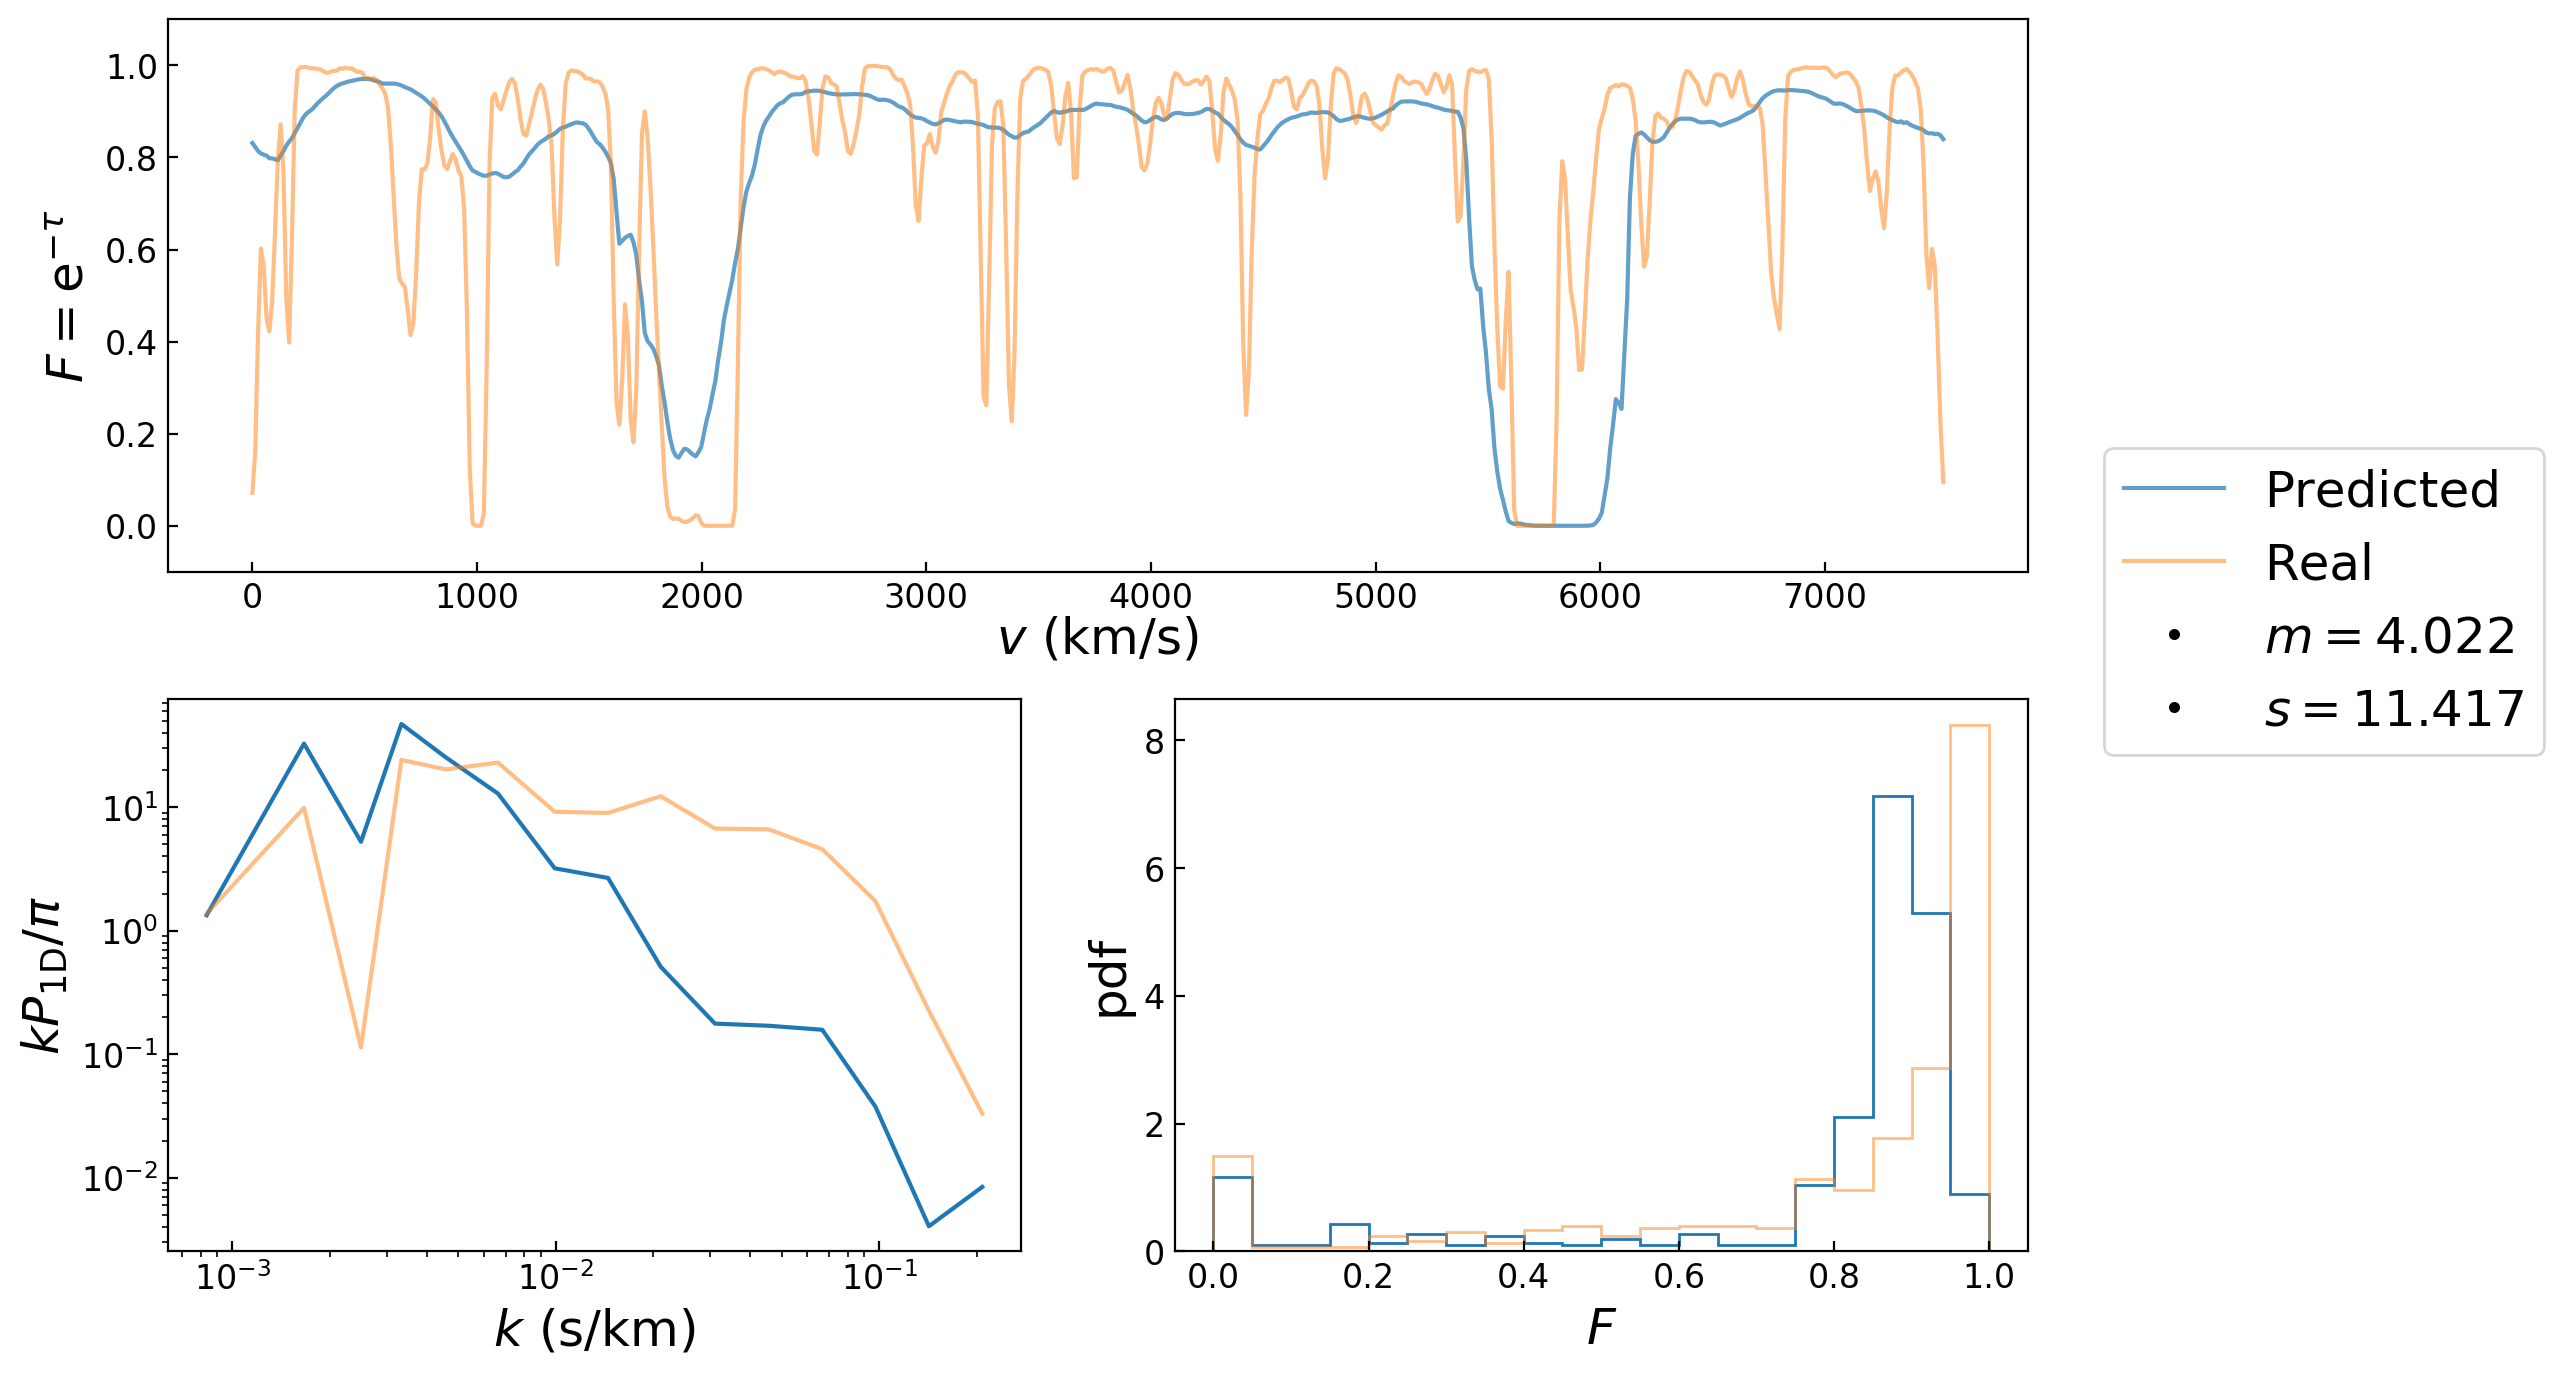 1.0
0.8
0.6
0.4
0.2
0.0
F = e^{−τ}
0 1000 2000 3000 4000 5000 6000 7000
v (km/s)
Predicted
Real
m = 4.022
s = 11.417
10^1
10^0
10^{−1}
10^{−2}
kP_{1D}/π
10^{−3} 10^{−2} 10^{−1}
k (s/km)
8
6
4
2
0
pdf
0.0 0.2 0.4 0.6 0.8 1.0
F